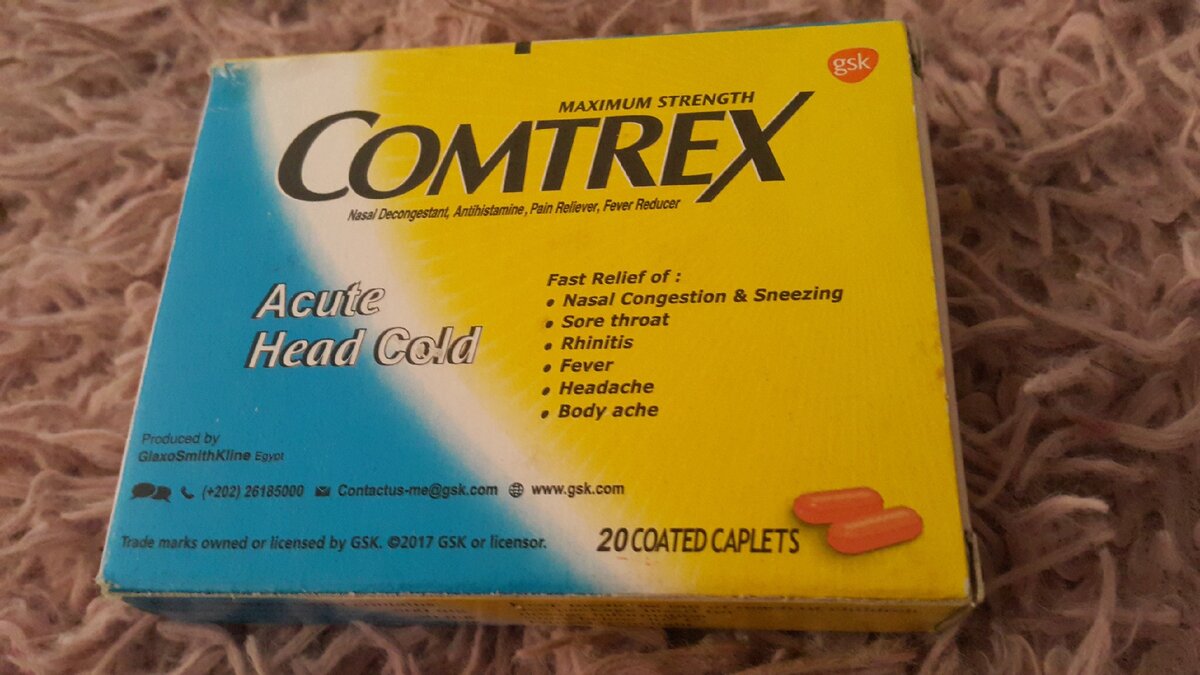 gsk
MAXIMUM STRENGTH
COMTREX
Nasal Decongestant, Antihistamine, Pain Reliever, Fever Reducer
Acute
Head Cold
Fast Relief of :
• Nasal Congestion & Sneezing
• Sore throat
• Rhinitis
• Fever
• Headache
• Body ache
Produced by
GlaxoSmithKline Egypt
(+202) 26185000 Contactus-me@gsk.com www.gsk.com
Trade marks owned or licensed by GSK. ©2017 GSK or licensor.
20 COATED CAPLETS